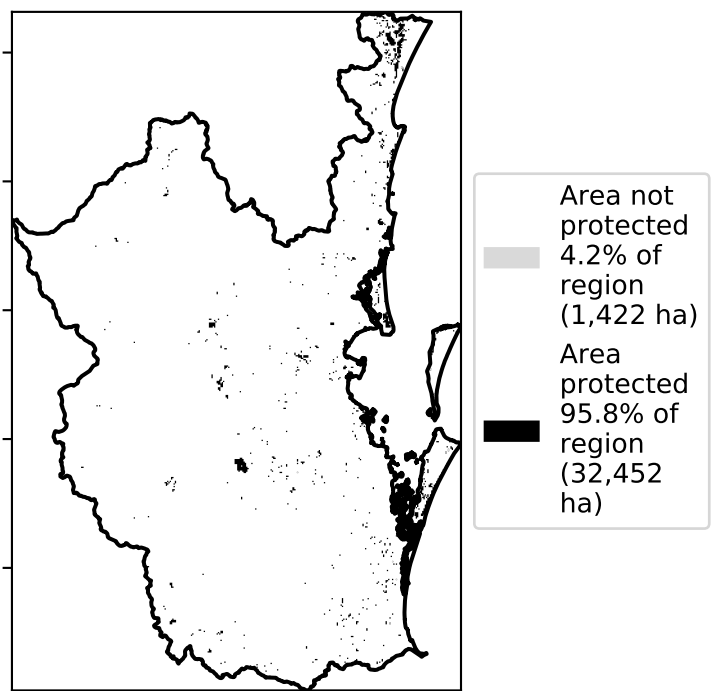 Area not
protected
4.2% of
region
(1,422 ha)
Area
protected
95.8% of
region
(32,452
ha)